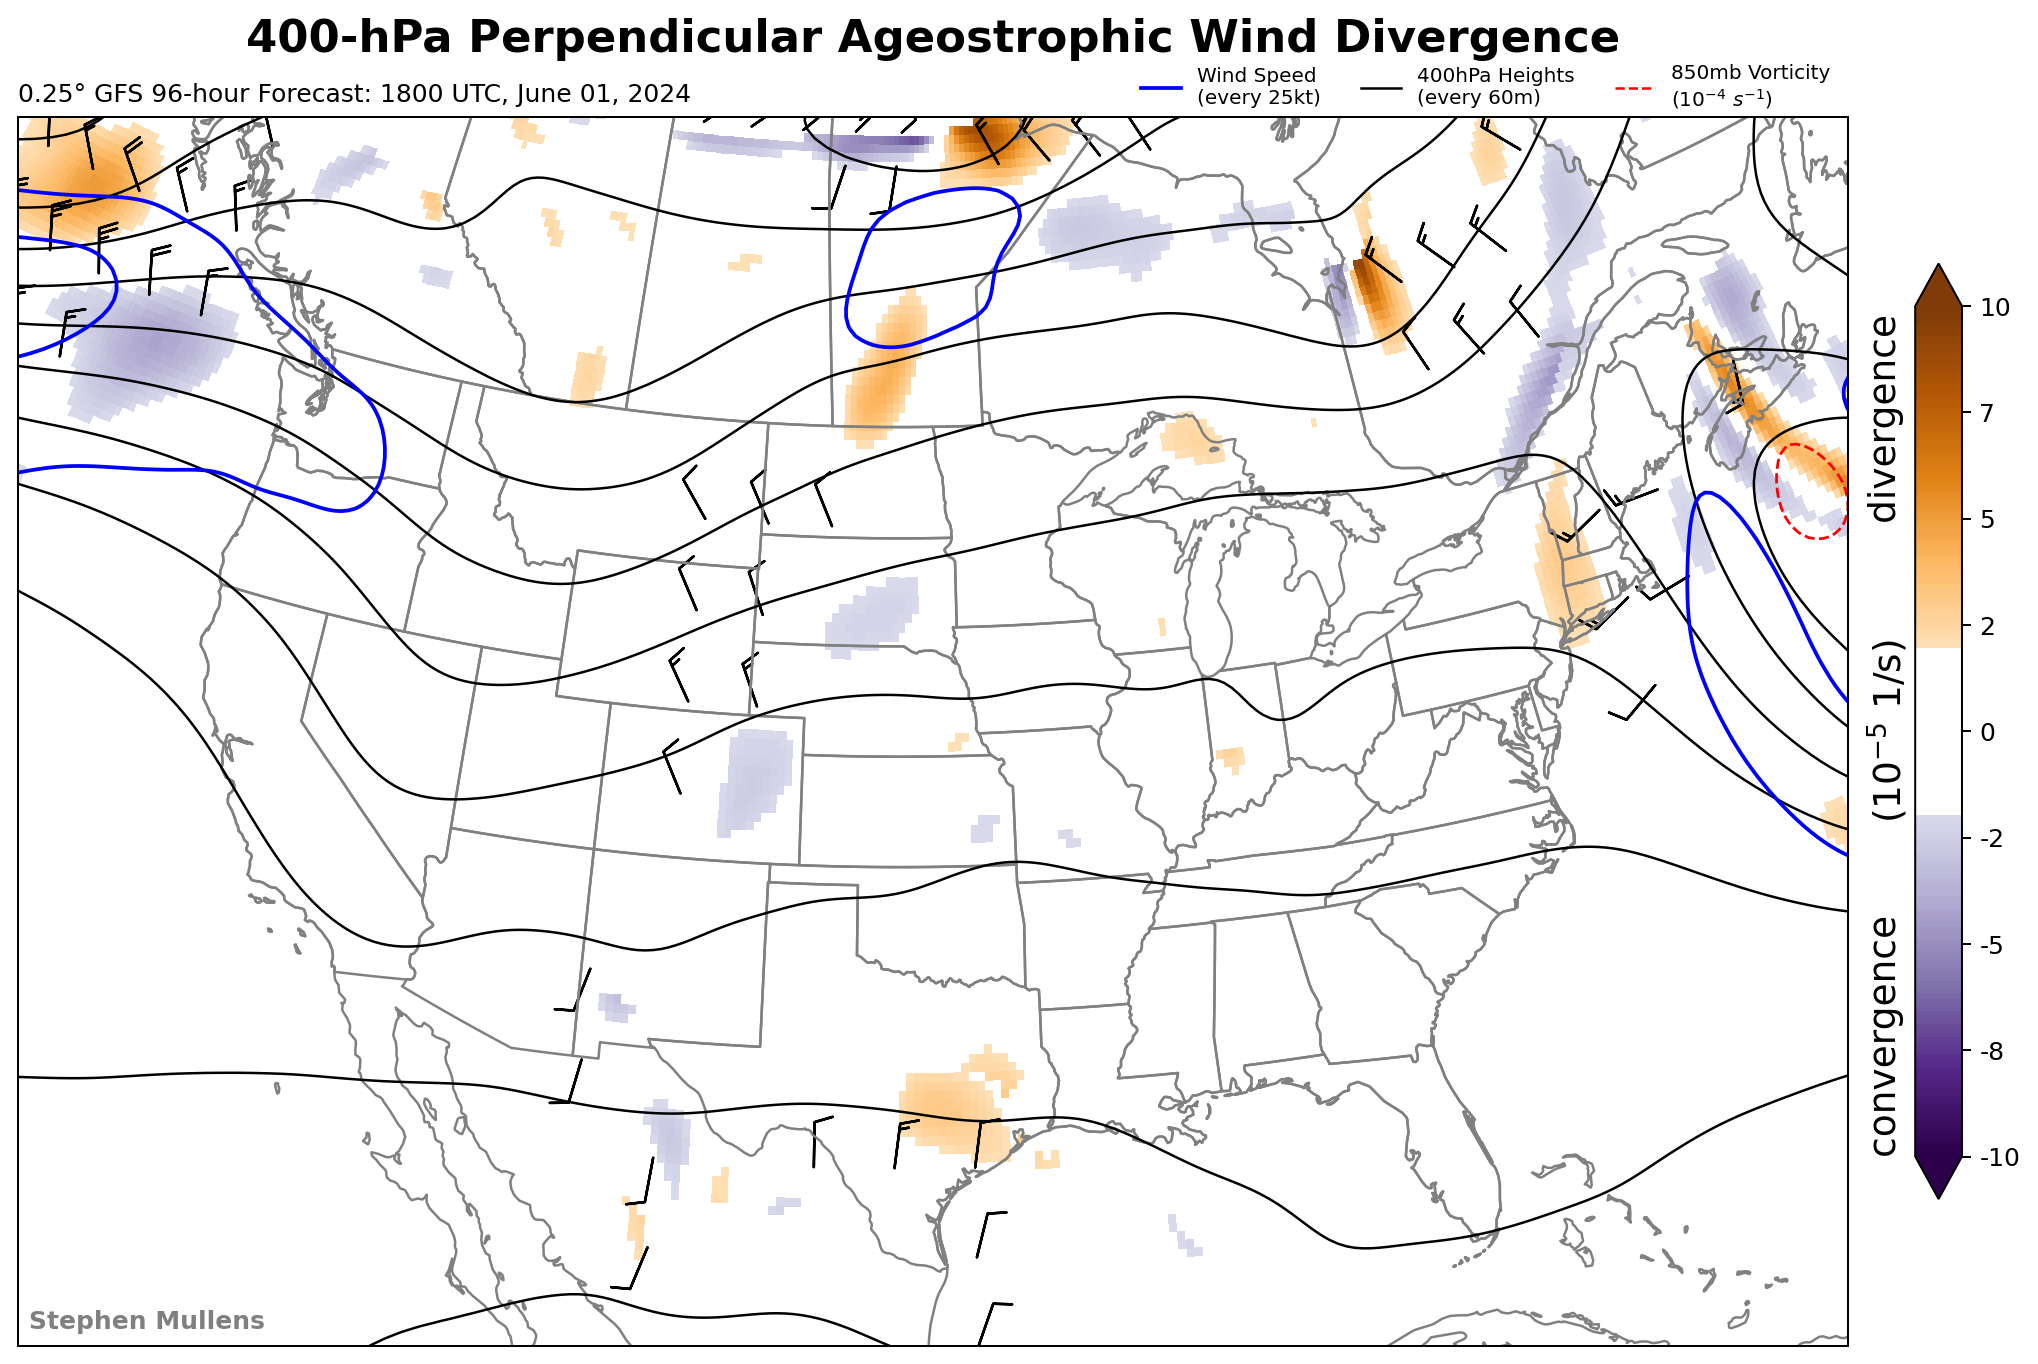 400-hPa Perpendicular Ageostrophic Wind Divergence
0.25° GFS 96-hour Forecast: 1800 UTC, June 01, 2024
Wind Speed
(every 25kt)
400hPa Heights
(every 60m)
850mb Vorticity
(10⁻⁴ s⁻¹)
10
7
5
2
0
-2
-5
-8
-10
convergence (10⁻⁵ 1/s) divergence
Stephen Mullens